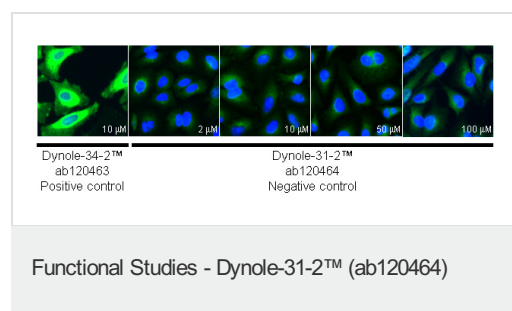 10 µM 2 µM 10 µM 50 µM 100 µM
Dynole-34-2™ Dynole-31-2™
ab120463 ab120464
Positive control Negative control
Functional Studies - Dynole-31-2™ (ab120464)